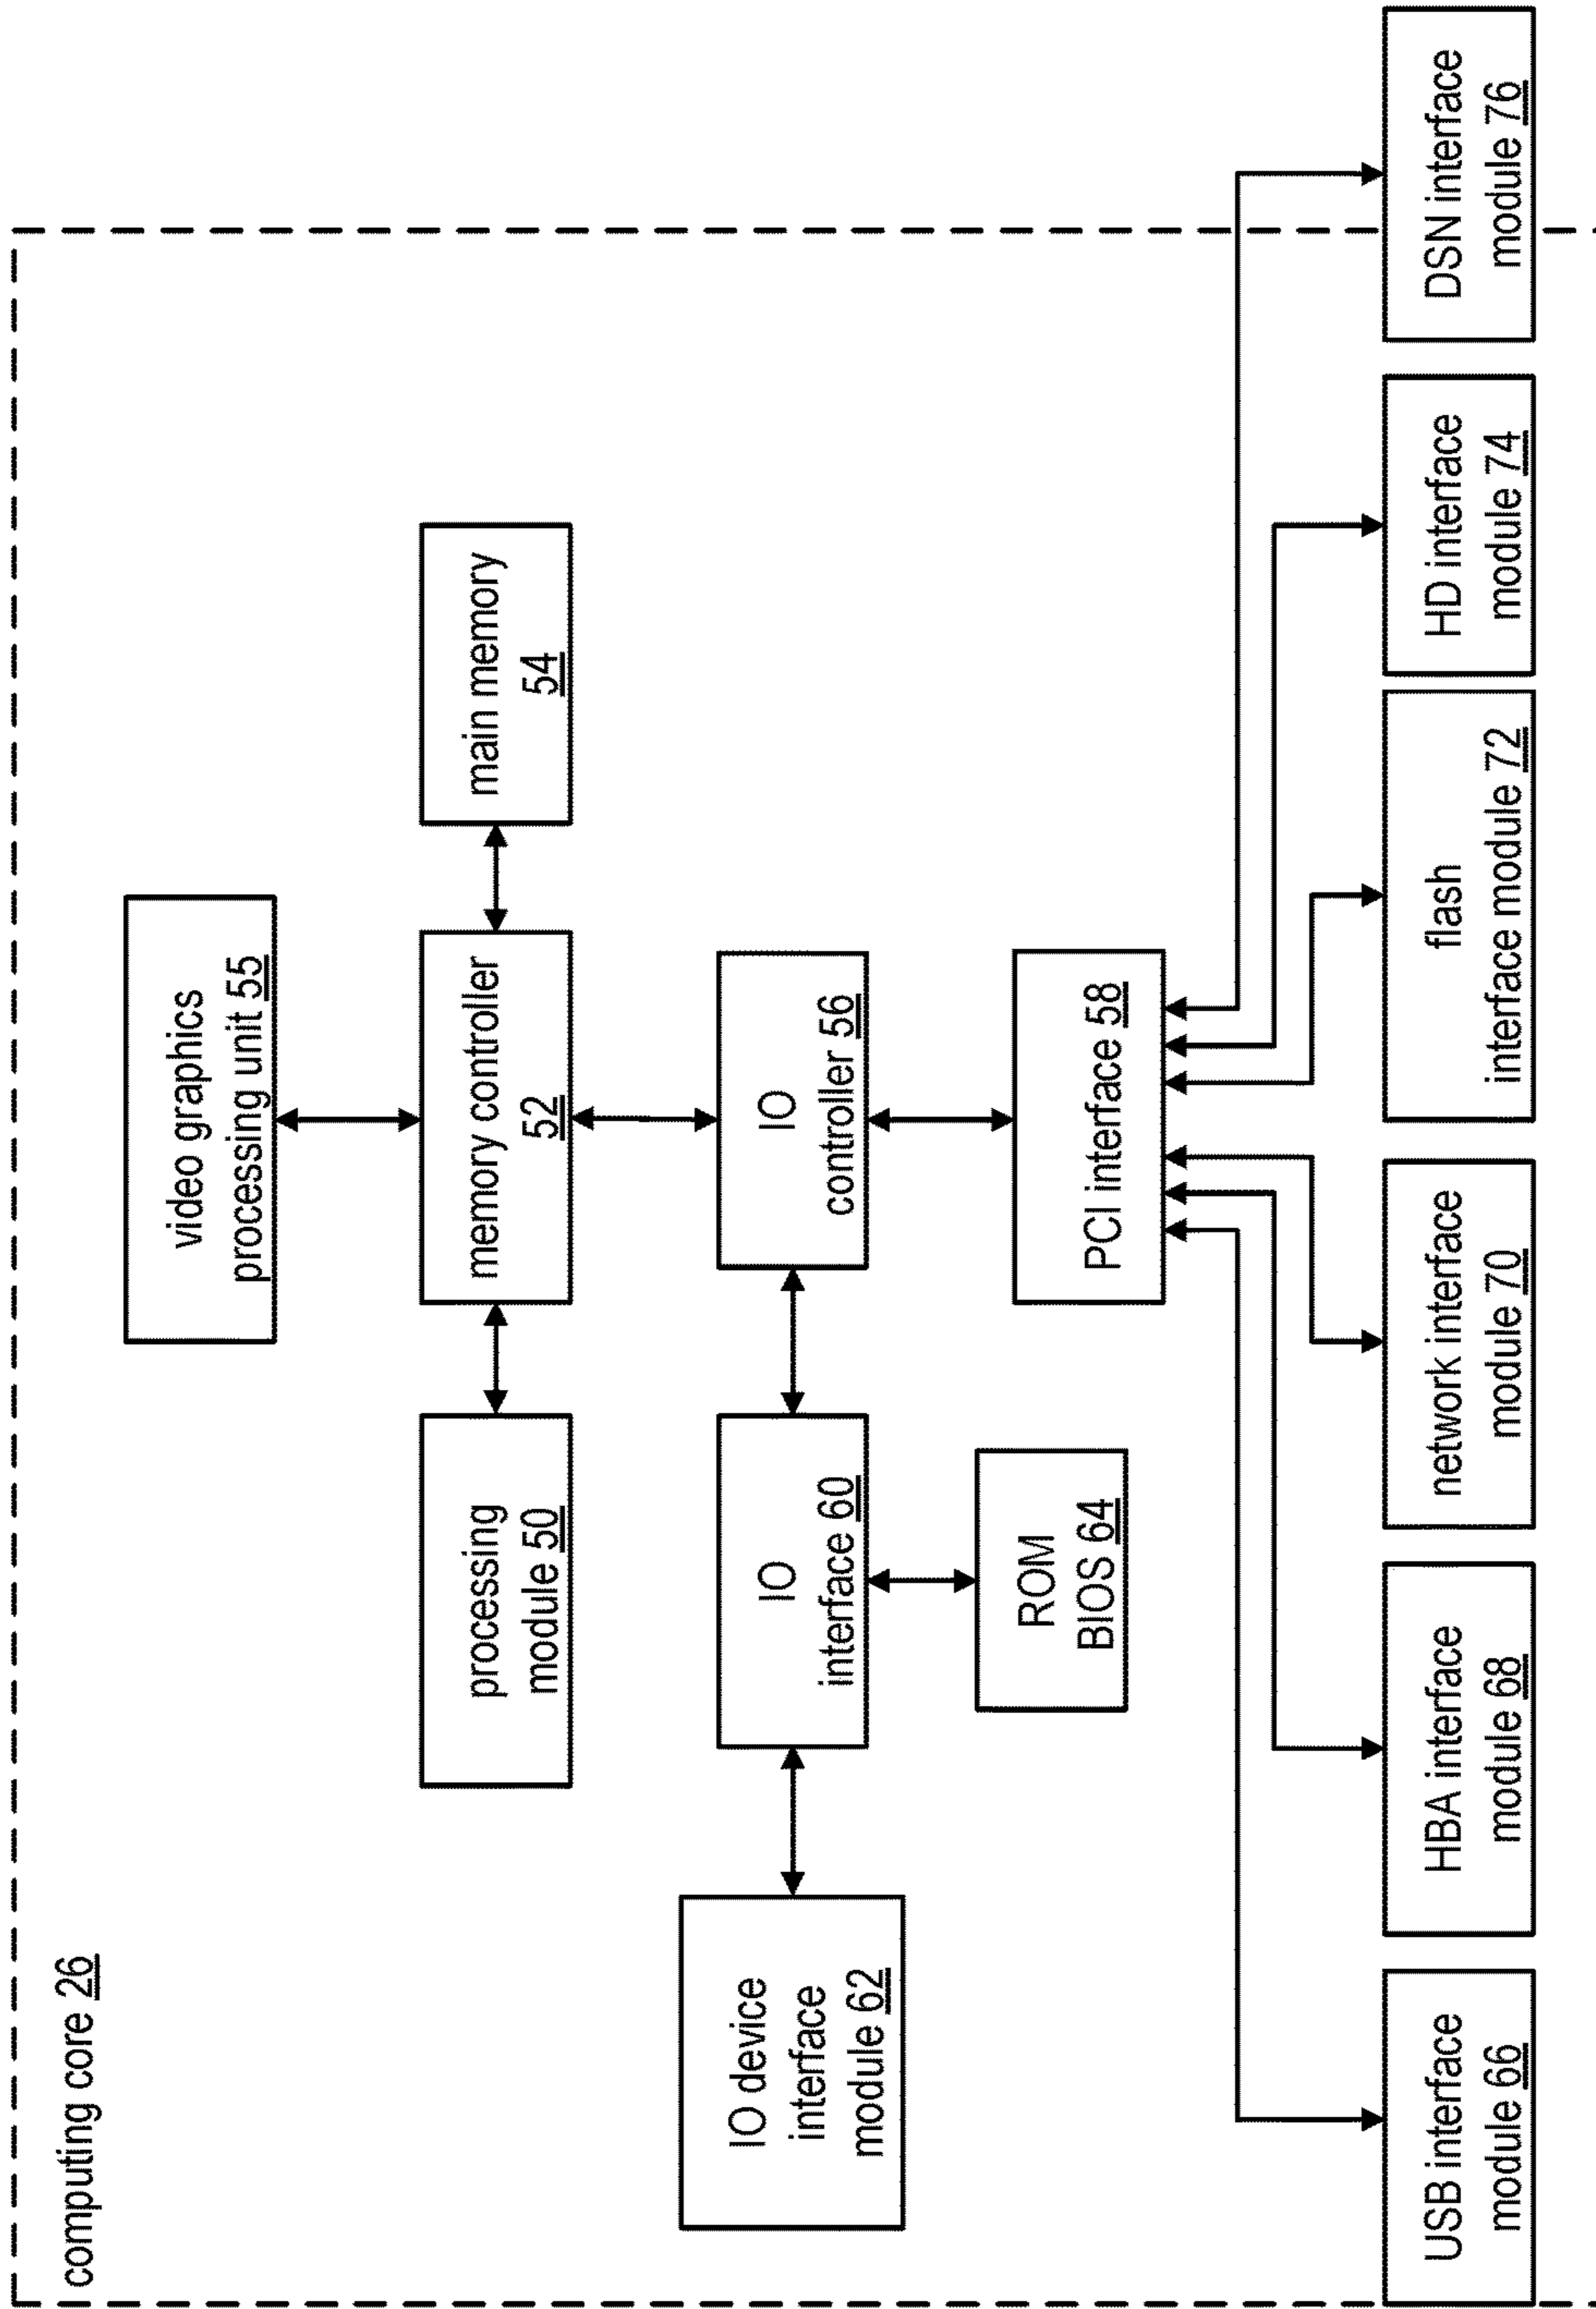 computing core 26
video graphics
processing unit 55
processing
module 50
memory controller
52
main memory
54
IO device
interface
module 62
IO
interface 60
IO
controller 56
ROM
BIOS 64
PCI interface 58
USB interface
module 66
HBA interface
module 68
network interface
module 70
flash
interface module 72
HD interface
module 74
DSN interface
module 76